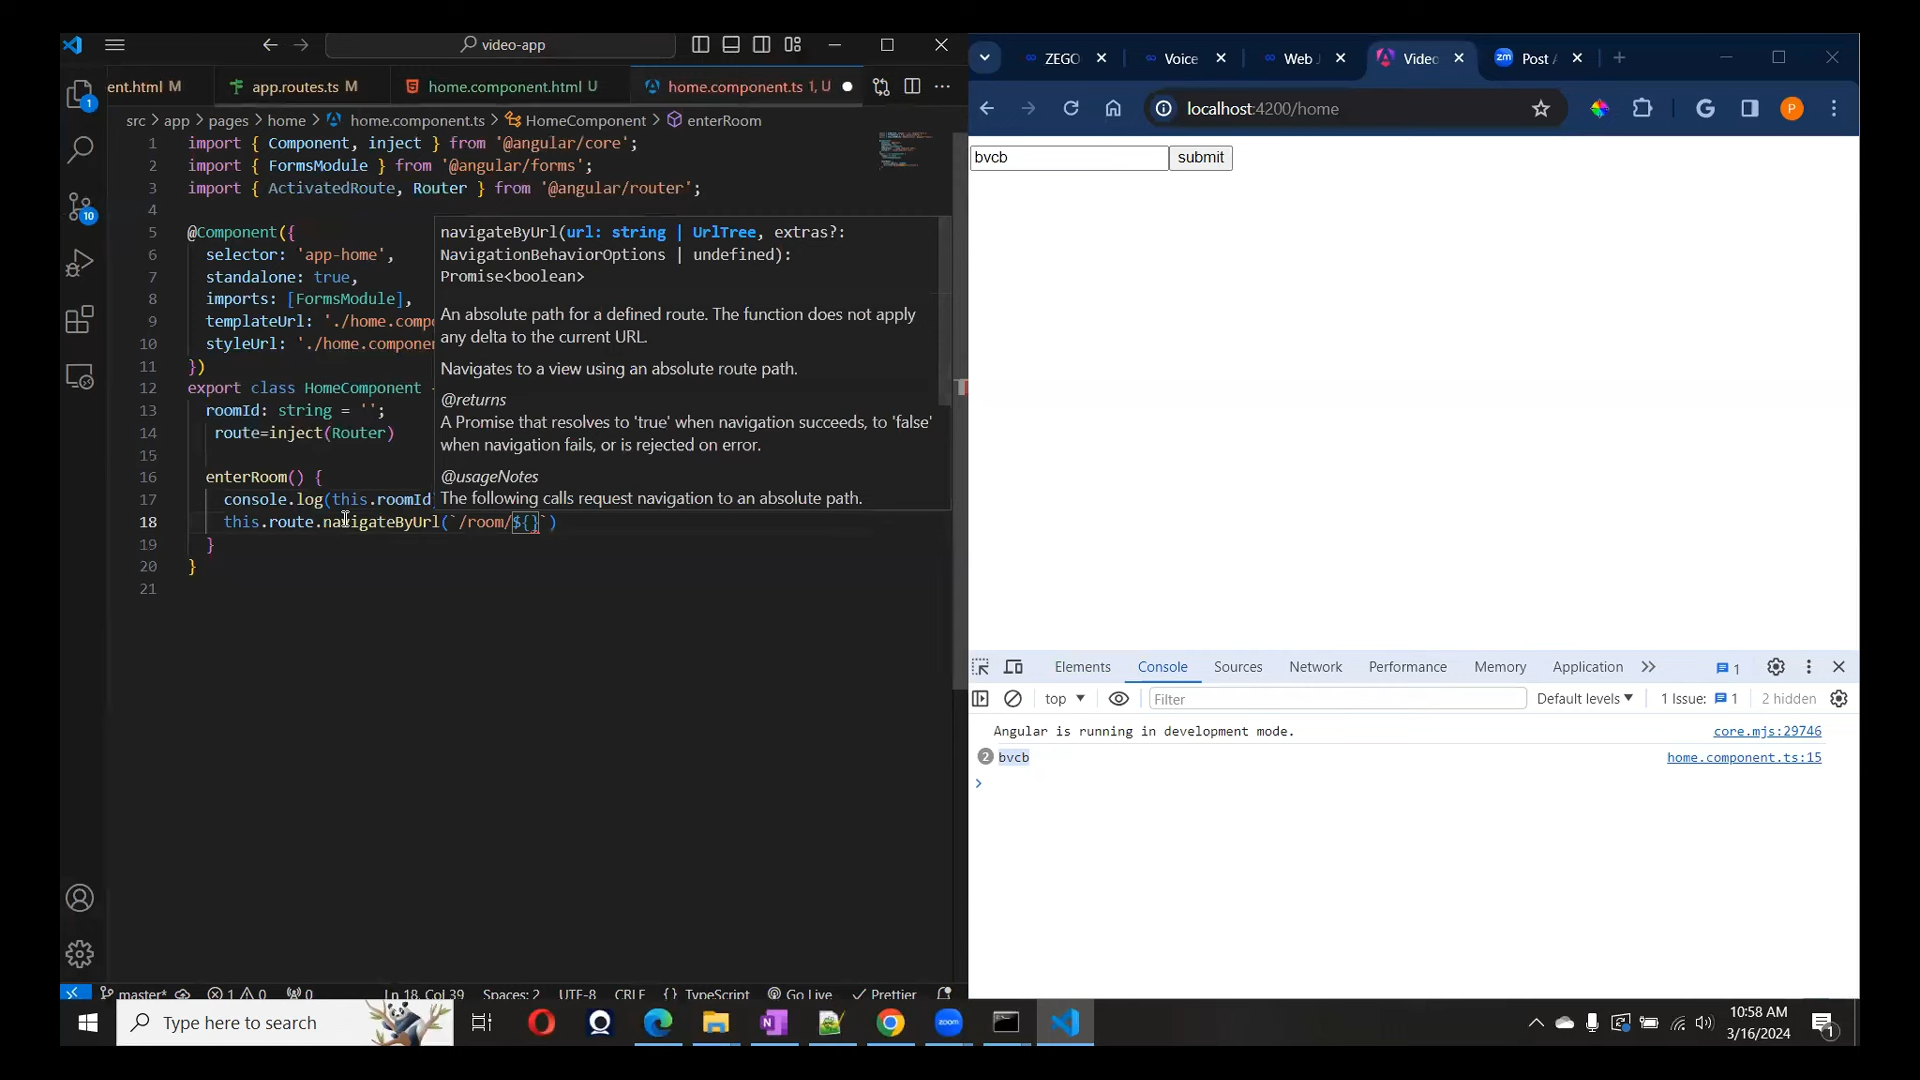 video-app
ent.html M
app.routes.ts M
home.component.html U
home.component.ts 1, U
src > app > pages > home > home.component.ts > HomeComponent > enterRoom
1 import { Component, inject } from '@angular/core';
2 import { FormsModule } from '@angular/forms';
3 import { ActivatedRoute, Router } from '@angular/router';
4
5 @Component({
6 selector: 'app-home',
7 standalone: true,
8 imports: [FormsModule],
9 templateUrl: './home.compo
10 styleUrl: './home.componen
11 })
12 export class HomeComponent
13 roomId: string = '';
14 route=inject(Router)
15
16 enterRoom() {
17 console.log(this.roomId
18 this.route.navigateByUrl(`/room/${}`)
19 }
20 }
21
navigateByUrl(url: string | UrlTree, extras?:
NavigationBehaviorOptions | undefined):
Promise<boolean>
An absolute path for a defined route. The function does not apply
any delta to the current URL.
Navigates to a view using an absolute route path.
@returns
A Promise that resolves to 'true' when navigation succeeds, to 'false'
when navigation fails, or is rejected on error.
@usageNotes
The following calls request navigation to an absolute path.
1
10
master* 1 0 0 Ln 18, Col 39 Spaces: 2 UTF-8 CRLF {} TypeScript Go Live Prettier
ZEGO
Voice
Web
Video
zm Post
localhost:4200/home
P
bvcb submit
Elements Console Sources Network Performance Memory Application 1
top Filter Default levels 1 Issue: 1 2 hidden
Angular is running in development mode. core.mjs:29746
2 bvcb home.component.ts:15
Type here to search
zoom
10:58 AM
3/16/2024
1